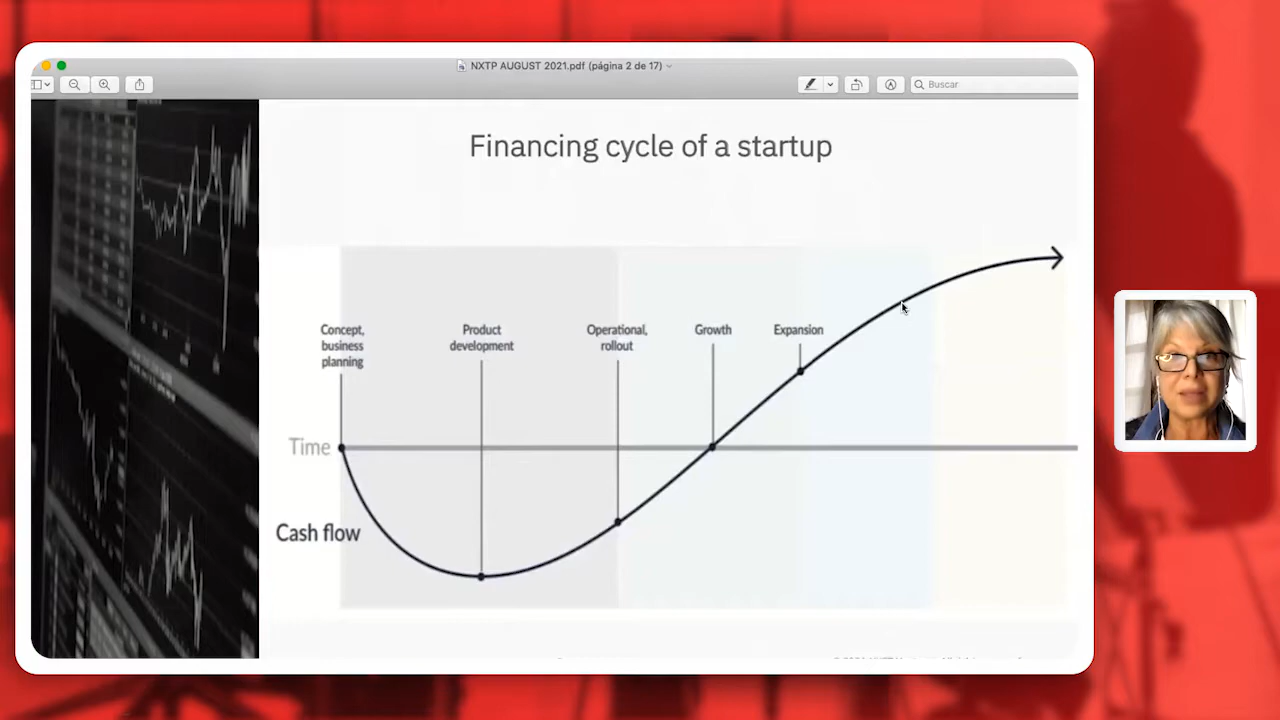 NXTP AUGUST 2021.pdf (página 2 de 17)
Buscar
Financing cycle of a startup
Concept,
business
planning
Product
development
Operational,
rollout
Growth
Expansion
Time
Cash flow